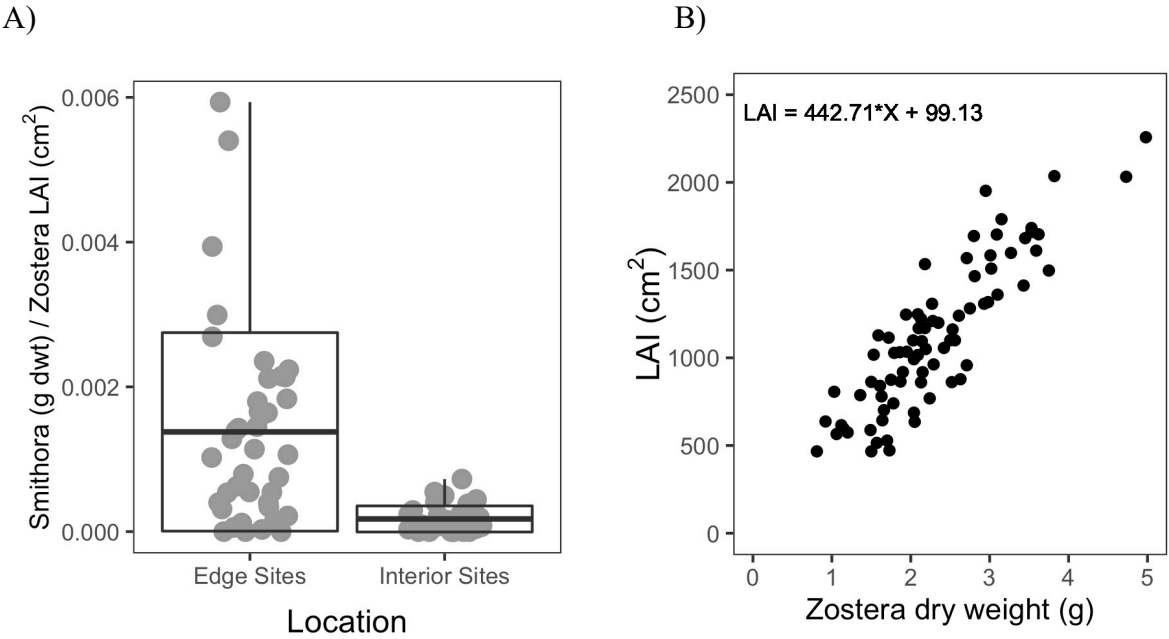 A)
Smithora (g dwt) / Zostera LAI (cm²)
0.006
0.004
0.002
0.000
Edge Sites
Interior Sites
Location
B)
LAI = 442.71*X + 99.13
LAI (cm²)
2500
2000
1500
1000
500
0
0 1 2 3 4 5
Zostera dry weight (g)